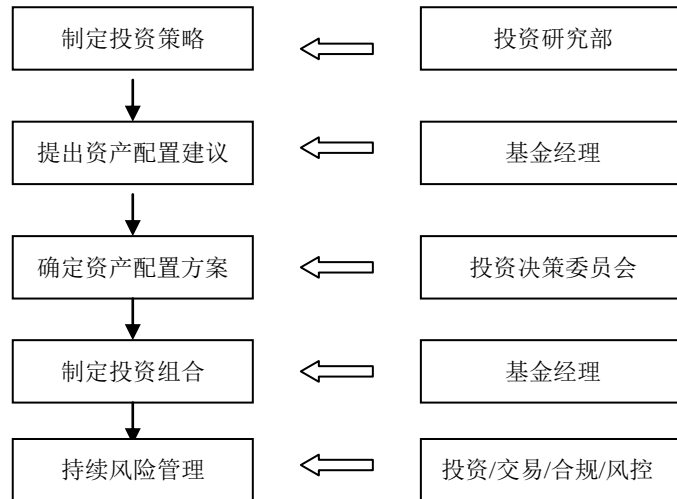 制定投资策略
投资研究部
提出资产配置建议
基金经理
确定资产配置方案
投资决策委员会
制定投资组合
基金经理
持续风险管理
投资/交易/合规/风控